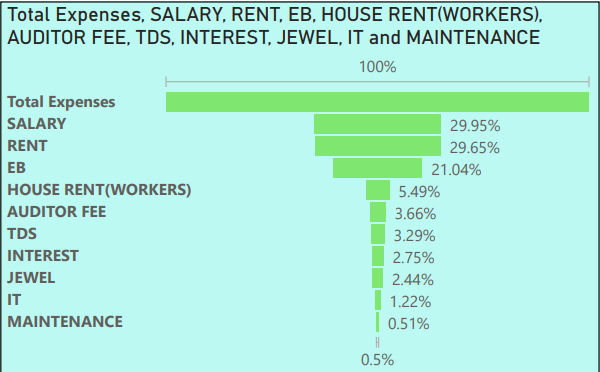 Total Expenses, SALARY, RENT, EB, HOUSE RENT(WORKERS),
AUDITOR FEE, TDS, INTEREST, JEWEL, IT and MAINTENANCE
100%
Total Expenses
SALARY 29.95%
RENT 29.65%
EB 21.04%
HOUSE RENT(WORKERS) 5.49%
AUDITOR FEE 3.66%
TDS 3.29%
INTEREST 2.75%
JEWEL 2.44%
IT 1.22%
MAINTENANCE 0.51%
0.5%